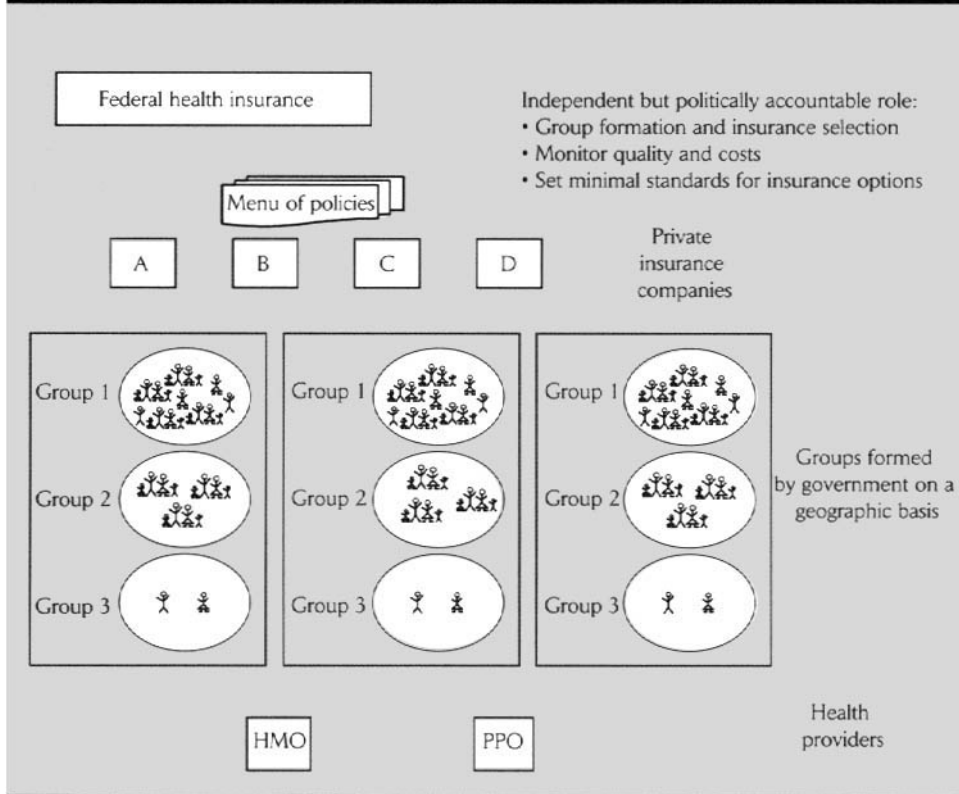 Federal health insurance
Independent but politically accountable role:
• Group formation and insurance selection
• Monitor quality and costs
• Set minimal standards for insurance options
Menu of policies
A
B
C
D
Private
insurance
companies
Group 1
Group 2
Group 3
Group 1
Group 2
Group 3
Group 1
Group 2
Group 3
Groups formed
by government on a
geographic basis
HMO
PPO
Health
providers